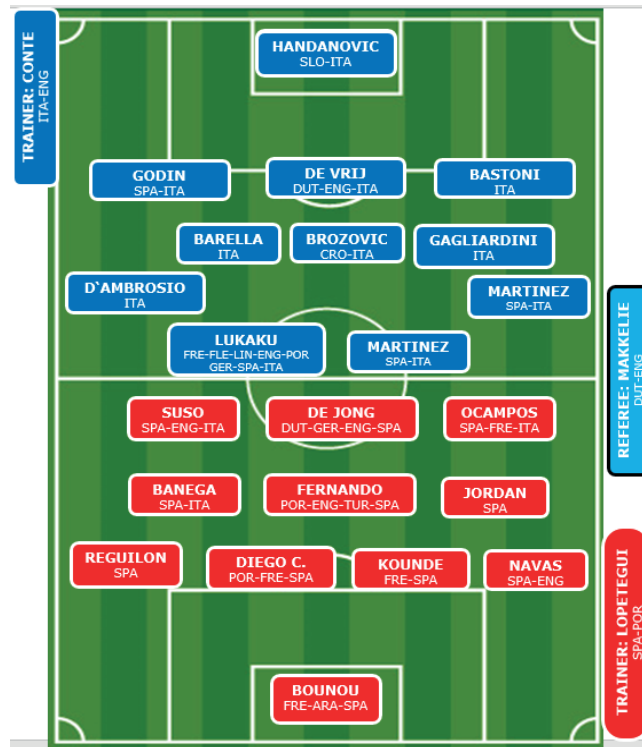 TRAINER: CONTE
ITA-ENG
HANDANOVIC
SLO-ITA
GODIN
SPA-ITA
DE VRIJ
DUT-ENG-ITA
BASTONI
ITA
BARELLA
ITA
BROZOVIC
CRO-ITA
GAGLIARDINI
ITA
D`AMBROSIO
ITA
MARTINEZ
SPA-ITA
LUKAKU
FRE-FLE-LIN-ENG-POR
GER-SPA-ITA
MARTINEZ
SPA-ITA
REFEREE: MAKKELIE
DUT-ENG
SUSO
SPA-ENG-ITA
DE JONG
DUT-GER-ENG-SPA
OCAMPOS
SPA-FRE-ITA
BANEGA
SPA-ITA
FERNANDO
POR-ENG-TUR-SPA
JORDAN
SPA
REGUILON
SPA
DIEGO C.
POR-FRE-SPA
KOUNDE
FRE-SPA
NAVAS
SPA-ENG
TRAINER: LOPETEGUI
SPA-POR
BOUNOU
FRE-ARA-SPA